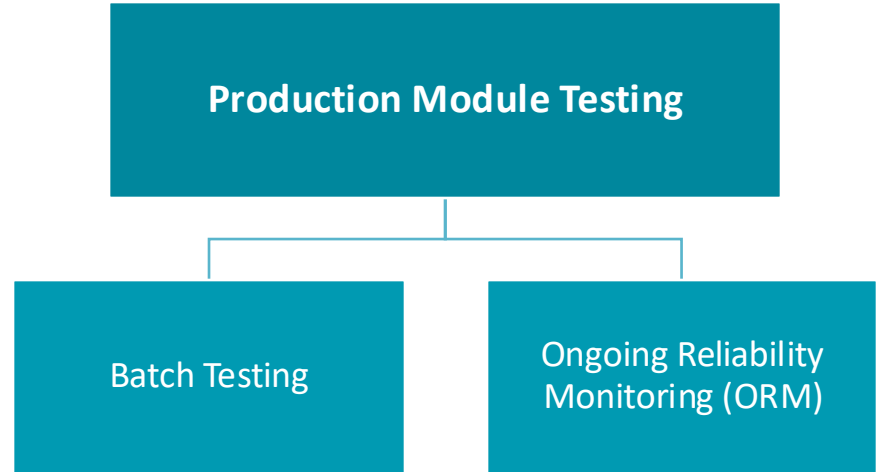 Production Module Testing
Batch Testing
Ongoing Reliability
Monitoring (ORM)